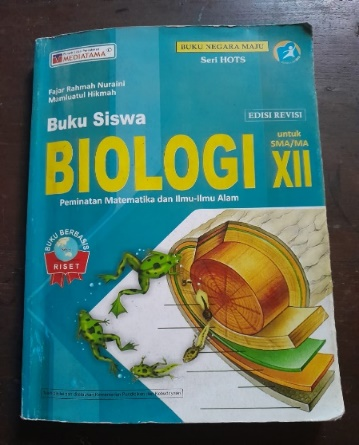 MEDIATAMA
BUKU NEGARA MAJU
Seri HOTS
Fajar Rahmah Nuraini
Mamluatul Hikmah
EDISI REVISI
Buku Siswa
untuk
SMA/MA
BIOLOGI XII
Peminatan Matematika dan Ilmu-Ilmu Alam
BUKU BERBASIS
RISET